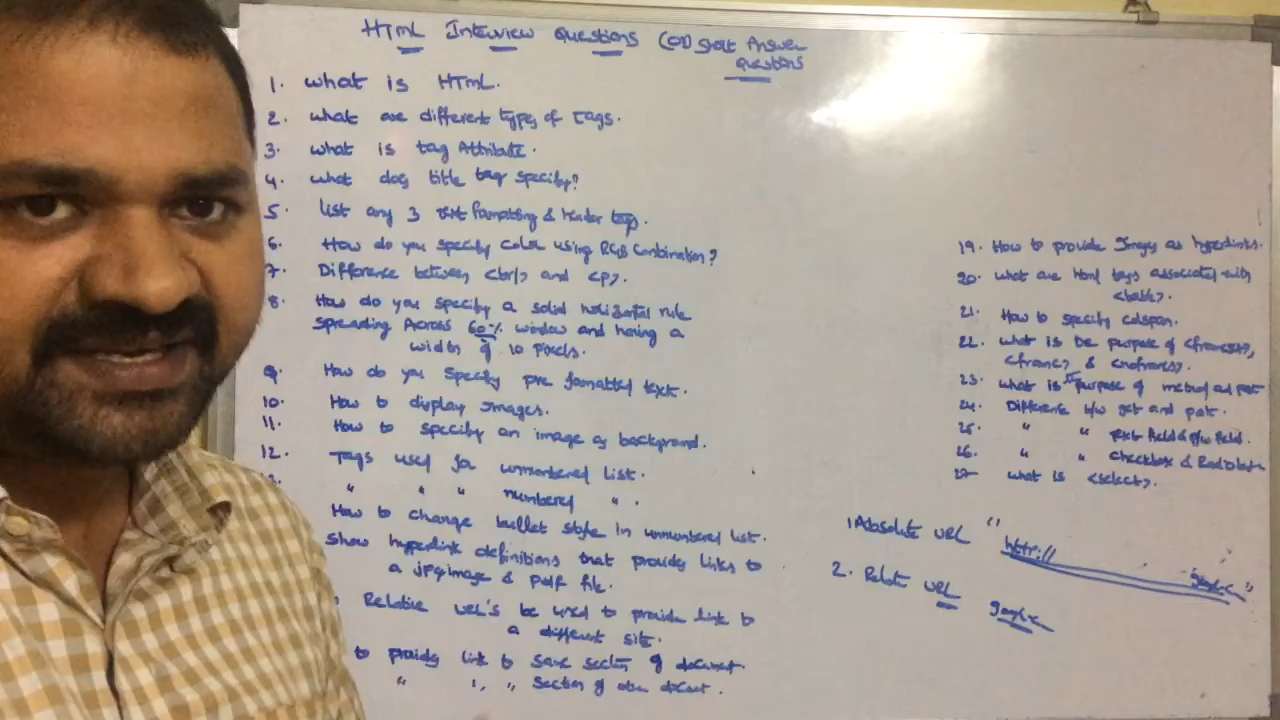 HTML Interview Questions (OR) Short Answer
questions
1. what is HTML.
2. what are different types of Tags.
3. what is tag Attribute.
4. what does title tag specify?
5. List any 3 text formatting & header tags.
6. How do you specify color using RGB Combination?
7. Difference between <br/> and <p>.
8. How do you specify a solid horizontal rule
spreading Across 60% window and having a
width of 10 pixels.
9. How do you specify pre formatted text.
10. How to display Images.
11. How to specify an image as background.
12. Tags used for unnumbered list.
" " " numbered " .
How to change bullet style in unnumbered list.
show hyperlink definitions that provides links to
a jpg image & pdf file.
Relative URL's be used to provide link to
a different site.
to provide link to same section of document.
" " " section of other document.
19. How to provide Images as hyperlinks.
20. what are html tags associated with
<table>.
21. How to specify colspan.
22. what is the purpose of <frameset>,
<frame> & <noframes>.
23. what is the purpose of method and
24. Difference b/w get and post.
25. " " text field & p/w field.
26. " " checkbox &
27 what is <select>.
1 Absolute URL " http://
2. URL